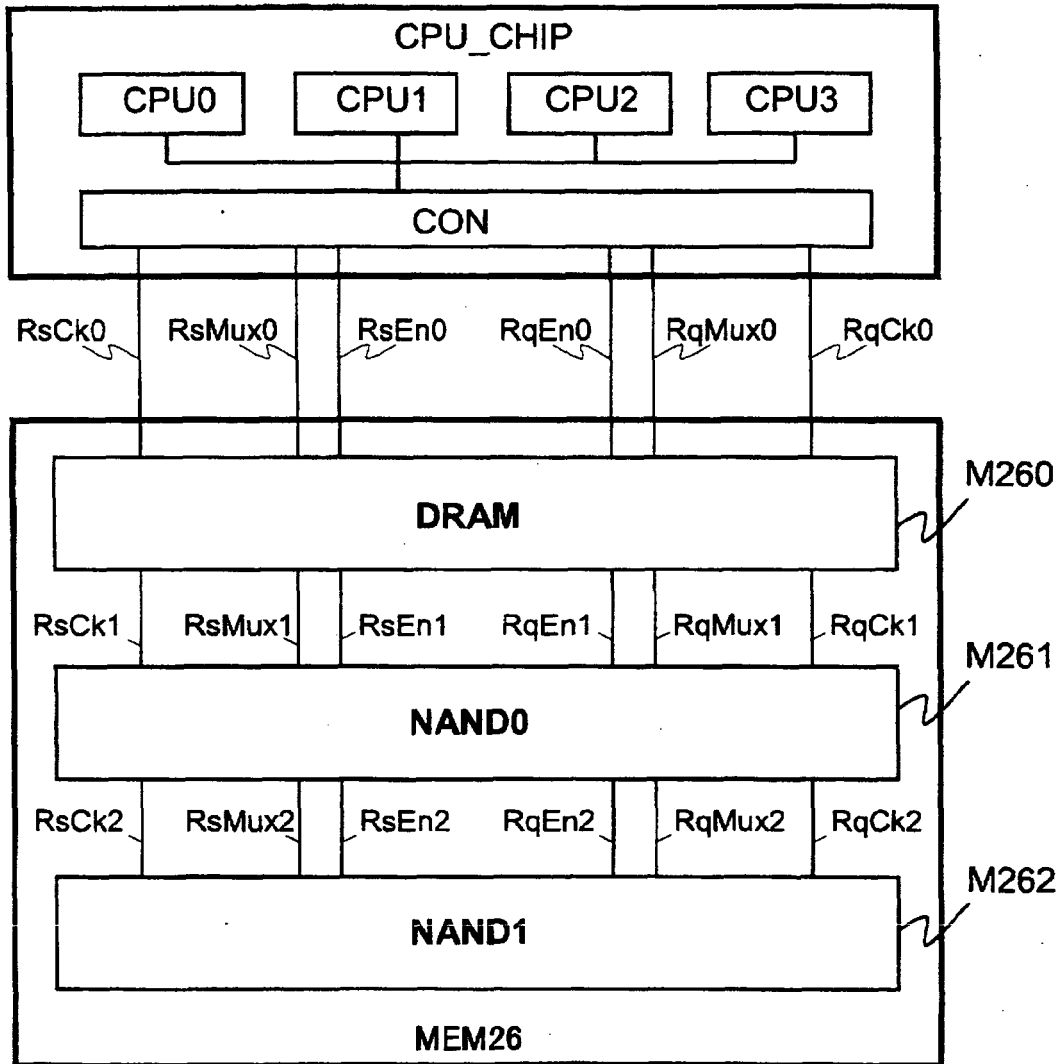 CPU_CHIP
CPU0 CPU1 CPU2 CPU3
CON
RsCk0 RsMux0 RsEn0 RqEn0 RqMux0 RqCk0
M260
DRAM
RsCk1 RsMux1 RsEn1 RqEn1 RqMux1 RqCk1
M261
NAND0
RsCk2 RsMux2 RsEn2 RqEn2 RqMux2 RqCk2
M262
NAND1
MEM26